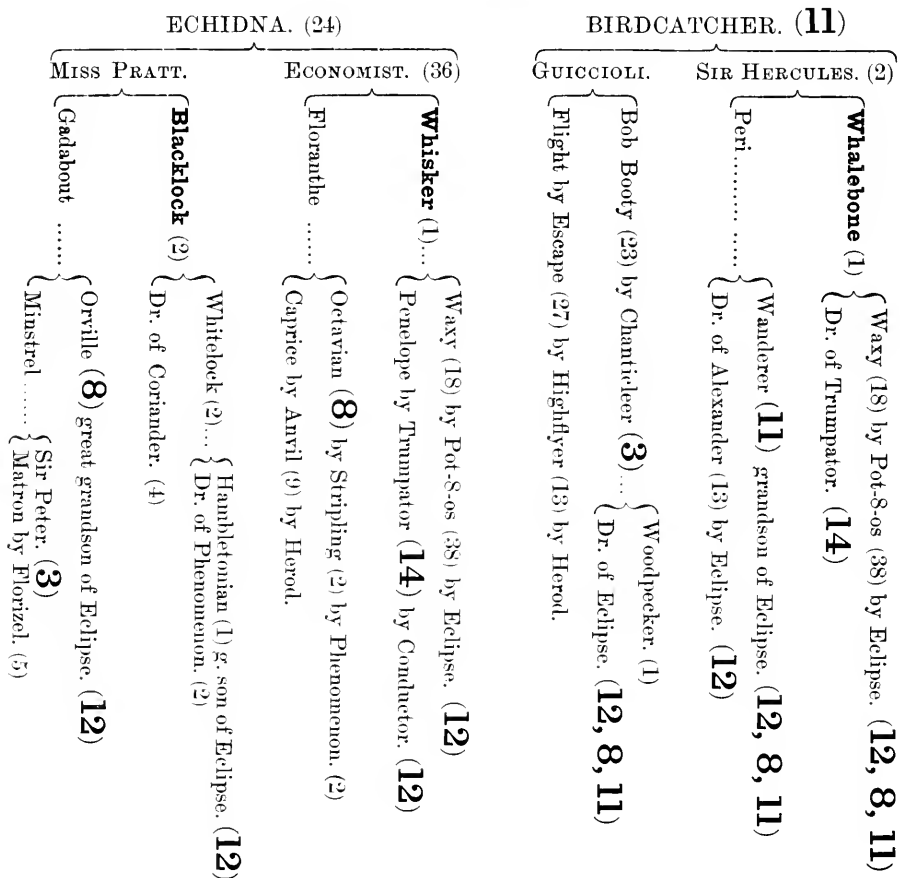 ECHIDNA. (24)
BIRDCATCHER. (11)
MISS PRATT.
ECONOMIST. (36)
GUICCIOLI.
SIR HERCULES. (2)
Gadabout ......
Blacklock (2)
Floranthe ......
Whisker (1)...
Flight by Escape (27) by Highflyer (13) by Herod.
Bob Booty (23) by Chanticleer (3)...
Peri......... ......
Whalebone (1)
Minstrel ......
Sir Peter. (3)
Matron by Florizel. (5)
Orville (8) great grandson of Eclipse. (12)
Dr. of Coriander. (4)
Whitelock (2)...
Hambletonian (1) g. son of Eclipse. (12)
Dr. of Phenomenon. (2)
Caprice by Anvil (9) by Herod.
Octavian (8) by Stripling (2) by Phenomenon. (2)
Penelope by Trumpator (14) by Conductor. (12)
Waxy (18) by Pot-8-os (38) by Eclipse. (12)
Woodpecker. (1)
Dr. of Eclipse. (12, 8, 11)
Dr. of Alexander (13) by Eclipse. (12)
Wanderer (11) grandson of Eclipse. (12, 8, 11)
Dr. of Trumpator. (14)
Waxy (18) by Pot-8-os (38) by Eclipse. (12, 8, 11)